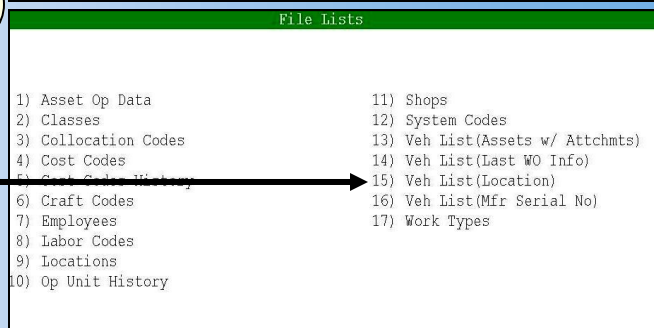 File Lists
1) Asset Op Data
2) Classes
3) Collocation Codes
4) Cost Codes
5) Cost Codes History
6) Craft Codes
7) Employees
8) Labor Codes
9) Locations
10) Op Unit History
11) Shops
12) System Codes
13) Veh List(Assets w/ Attchmts)
14) Veh List(Last WO Info)
15) Veh List(Location)
16) Veh List(Mfr Serial No)
17) Work Types